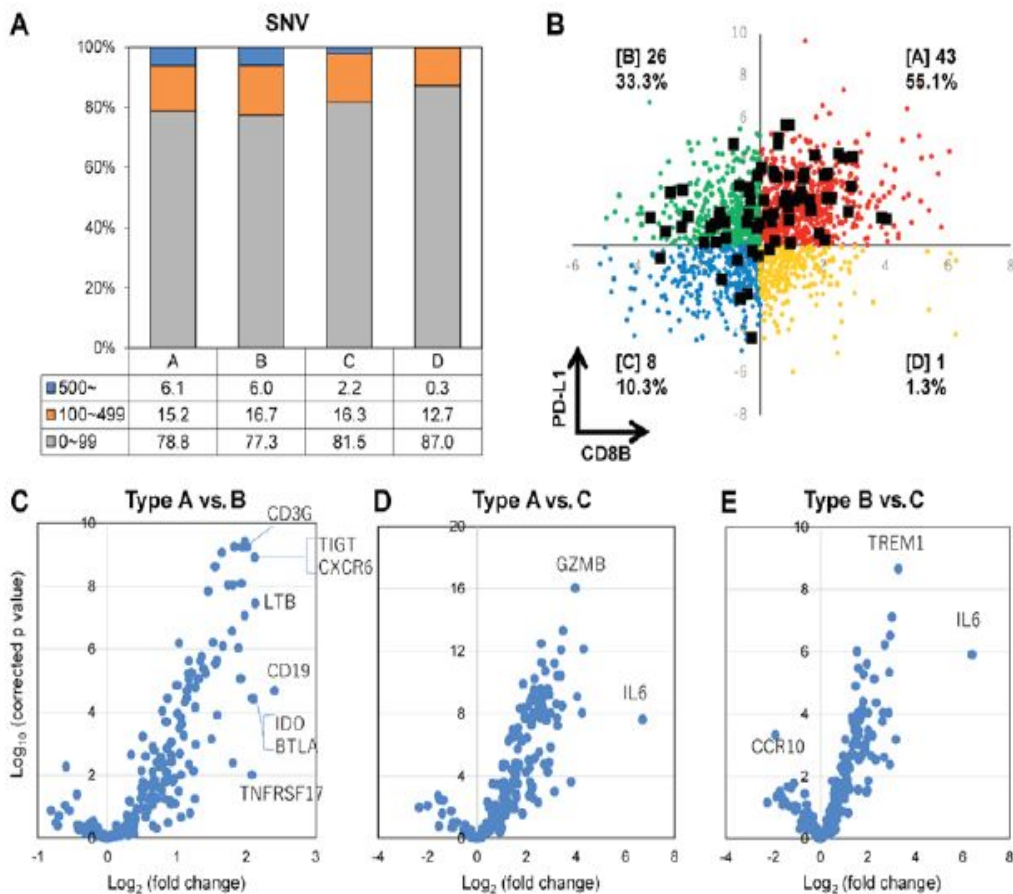 A
SNV
100%
80%
60%
40%
20%
0%
A B C D
500~ 6.1 6.0 2.2 0.3
100~499 15.2 16.7 16.3 12.7
0~99 78.8 77.3 81.5 87.0
B
[B] 26
33.3%
[A] 43
55.1%
[C] 8
10.3%
[D] 1
1.3%
10
8
6
-6 -4 2 4 6
-6
-8
PD-L1
CD8B
C
Type A vs. B
CD3G
TIGT
CXCR6
LTB
CD19
IDO
BTLA
TNFRSF17
10
8
6
4
2
0
-1 0 1 2 3
Log10 (corrected p value)
Log2 (fold change)
D
Type A vs. C
GZMB
IL6
20
16
12
8
4
0
-4 -2 0 2 4 6 8
Log2 (fold change)
E
Type B vs. C
TREM1
IL6
CCR10
10
8
6
4
2
0
-4 -2 0 2 4 6 8
Log2 (fold change)